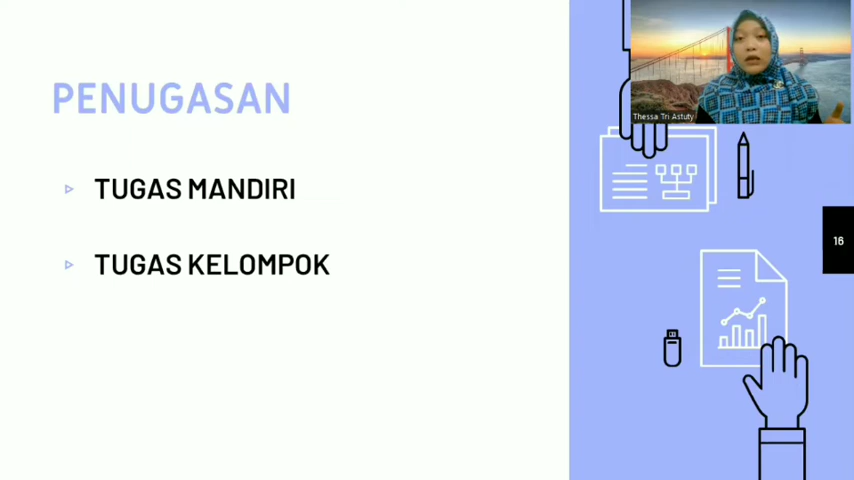 PENUGASAN
TUGAS MANDIRI
TUGAS KELOMPOK
Thessa Tri Astuty
16